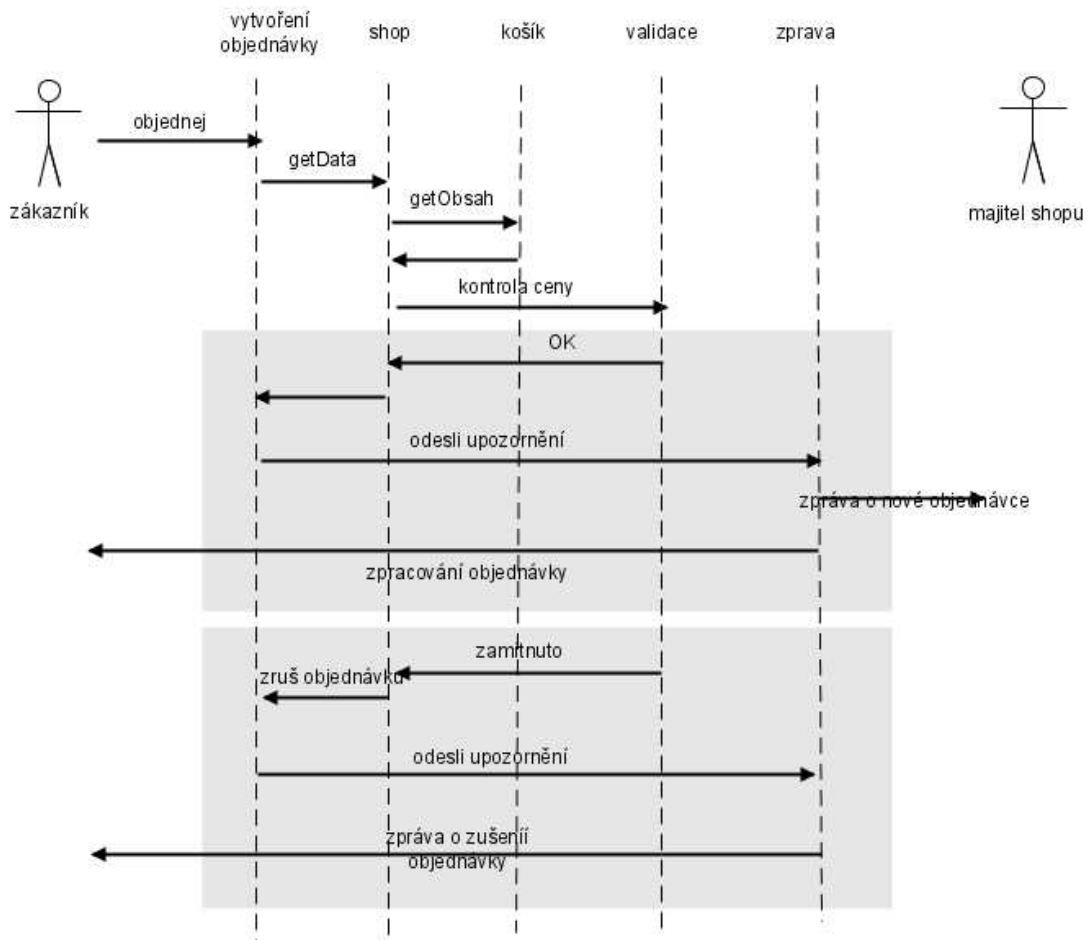 vytvoření
objednávky
shop
košík
validace
zprava
objednej
getData
zákazník
getObsah
majitel shopu
kontrola ceny
OK
odesli upozornění
zpráva o nové objednávce
zpracování objednávky
zamítnuto
zruš objednávku
odesli upozornění
zpráva o zušeníí
objednávky